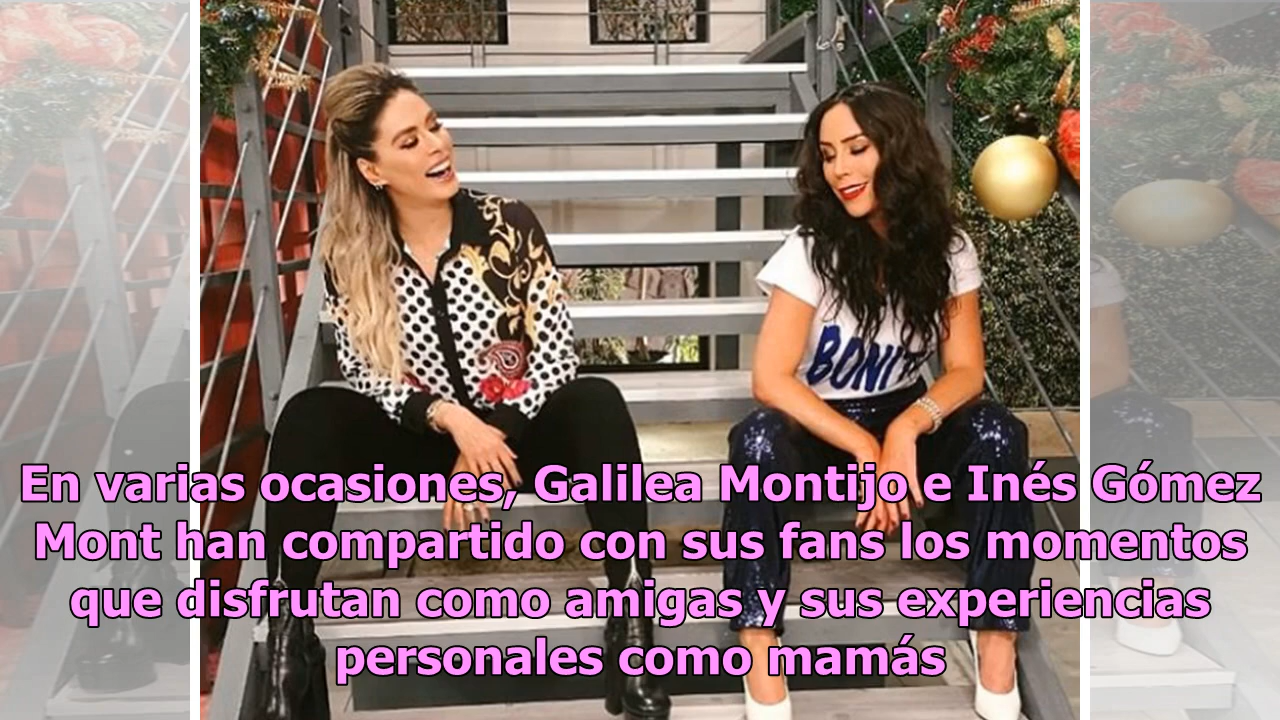 BONIT
En varias ocasiones, Galilea Montijo e Inés Gómez
Mont han compartido con sus fans los momentos
que disfrutan como amigas y sus experiencias
personales como mamás